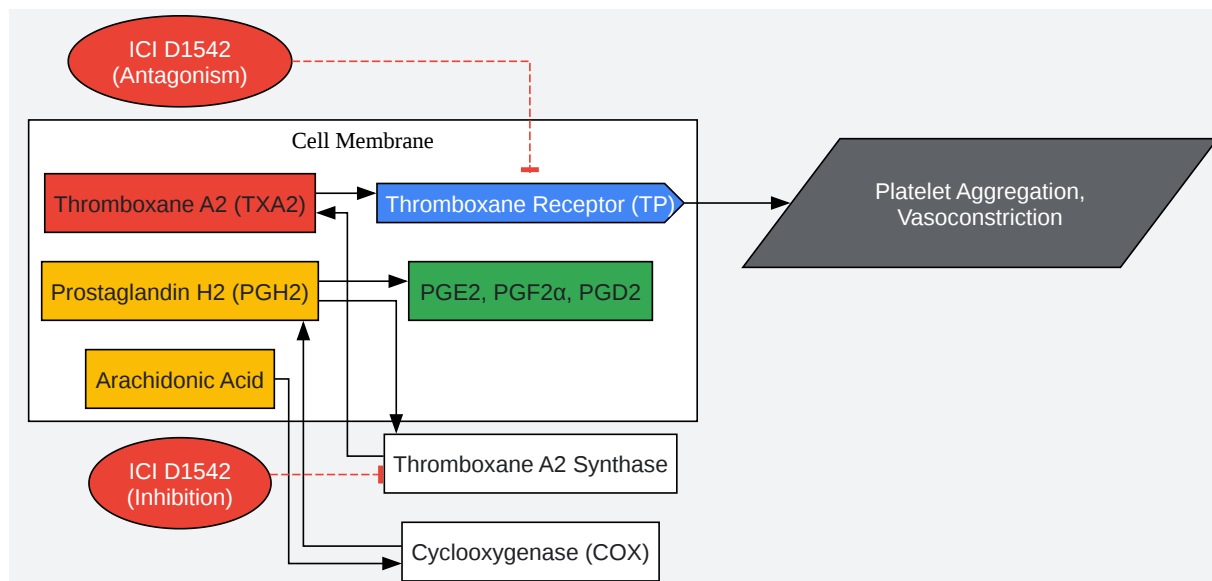 ICI D1542
(Antagonism)
Cell Membrane
Thromboxane A2 (TXA2)
Thromboxane Receptor (TP)
Platelet Aggregation,
Vasoconstriction
Prostaglandin H2 (PGH2)
PGE2, PGF2α, PGD2
Arachidonic Acid
ICI D1542
(Inhibition)
Thromboxane A2 Synthase
Cyclooxygenase (COX)